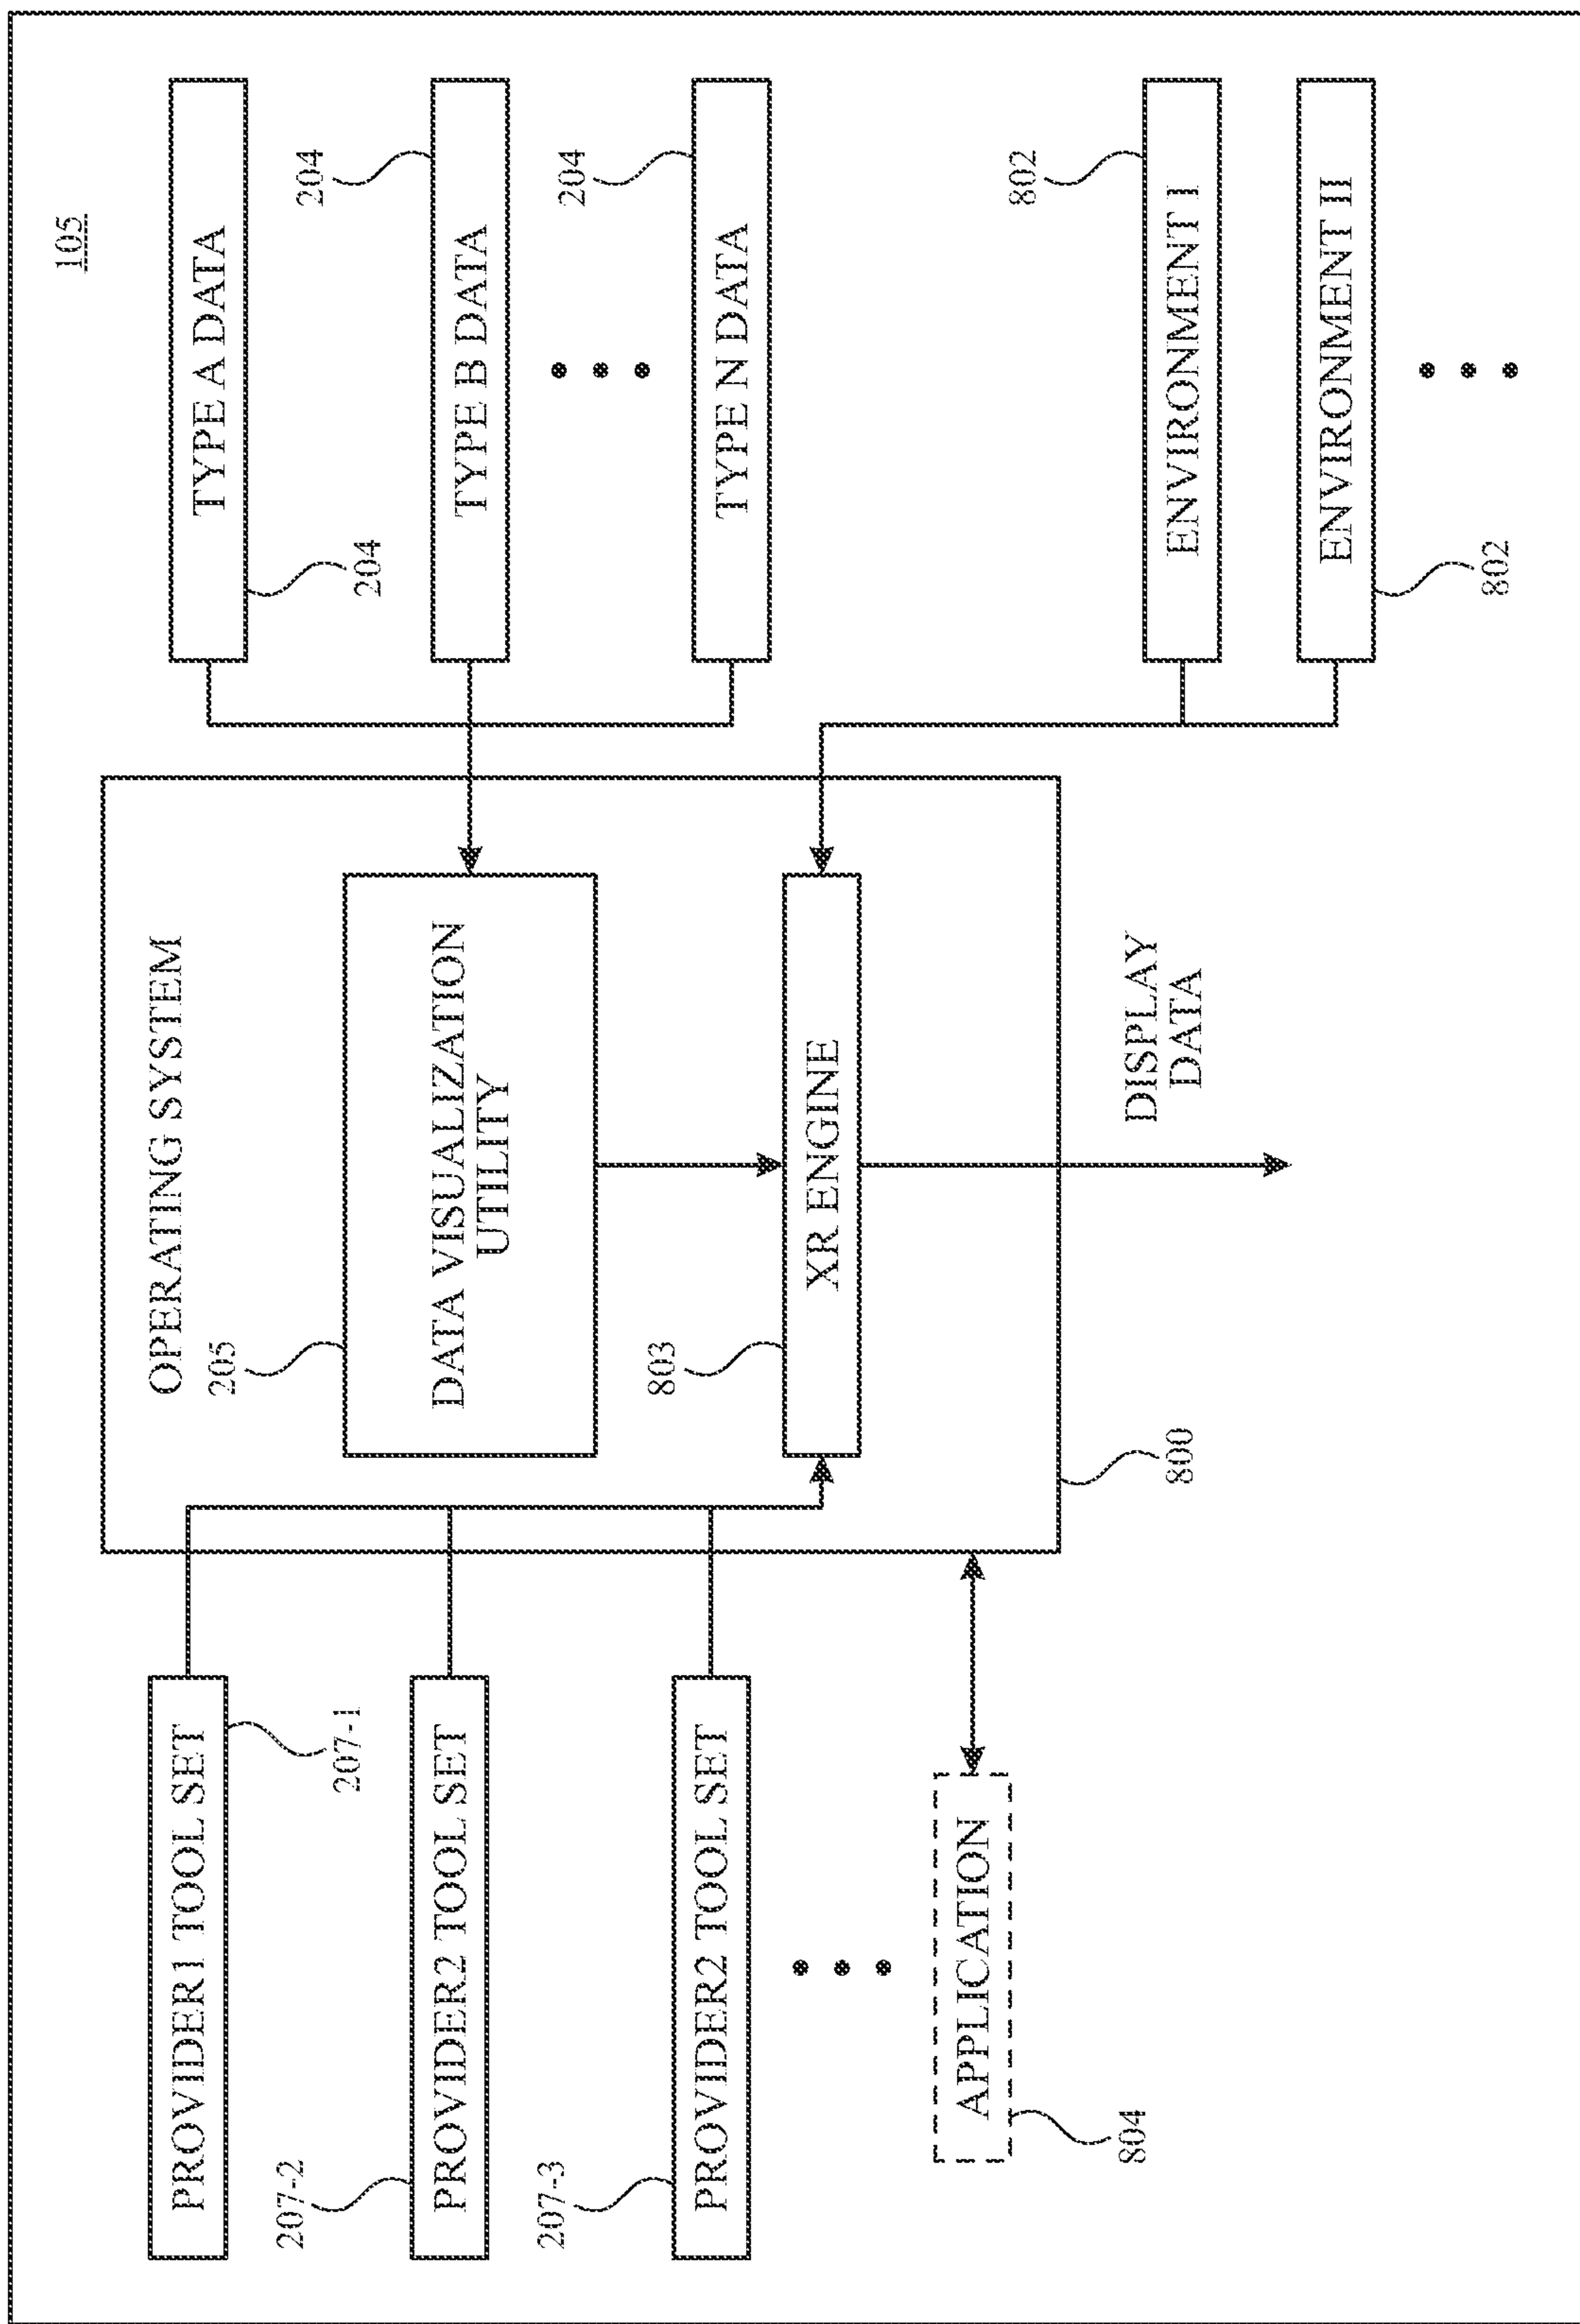 105
PROVIDER1 TOOL SET
207-1
207-2
PROVIDER2 TOOL SET
207-3
PROVIDER2 TOOL SET
APPLICATION
804
OPERATING SYSTEM
205
DATA VISUALIZATION
UTILITY
803
XR ENGINE
800
DISPLAY
DATA
TYPE A DATA
204
204
TYPE B DATA
204
TYPE N DATA
802
ENVIRONMENT I
ENVIRONMENT II
802